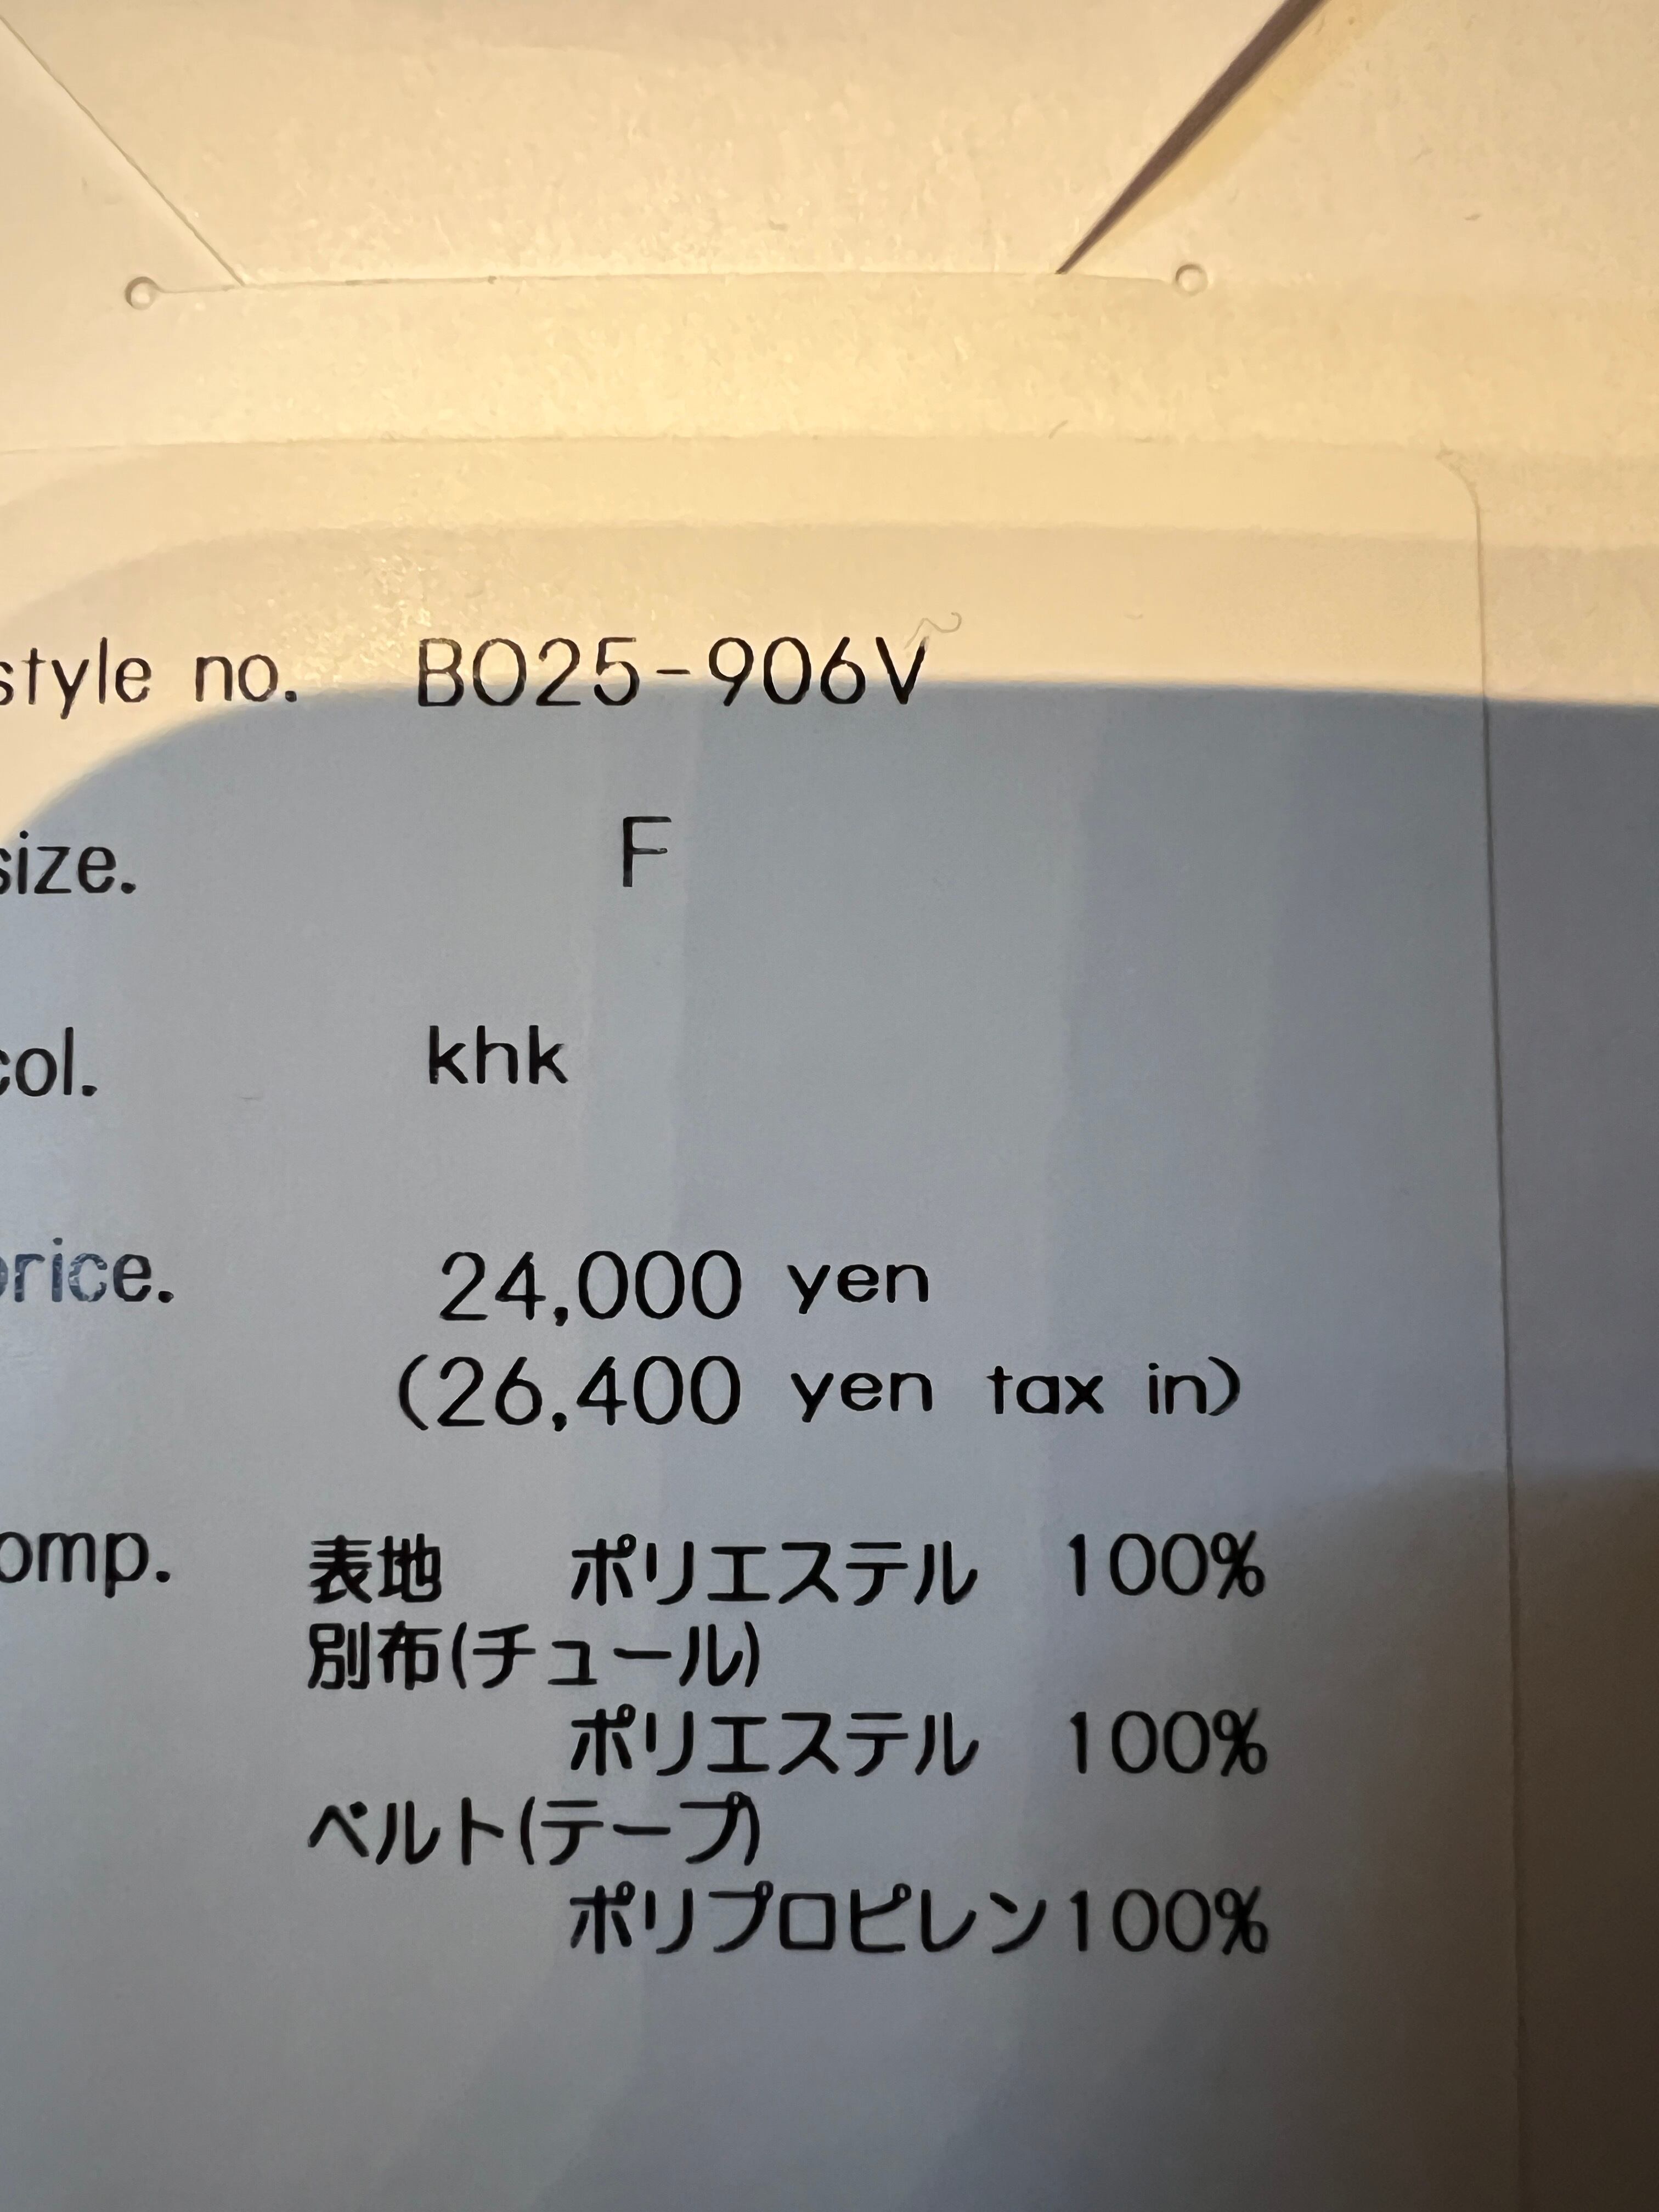 style no. BO25-906V
size. F
col. khk
price. 24,000 yen
(26,400 yen tax in)
comp. 表地 ポリエステル 100%
別布(チュール)
ポリエステル 100%
ベルト(テープ)
ポリプロピレン100%